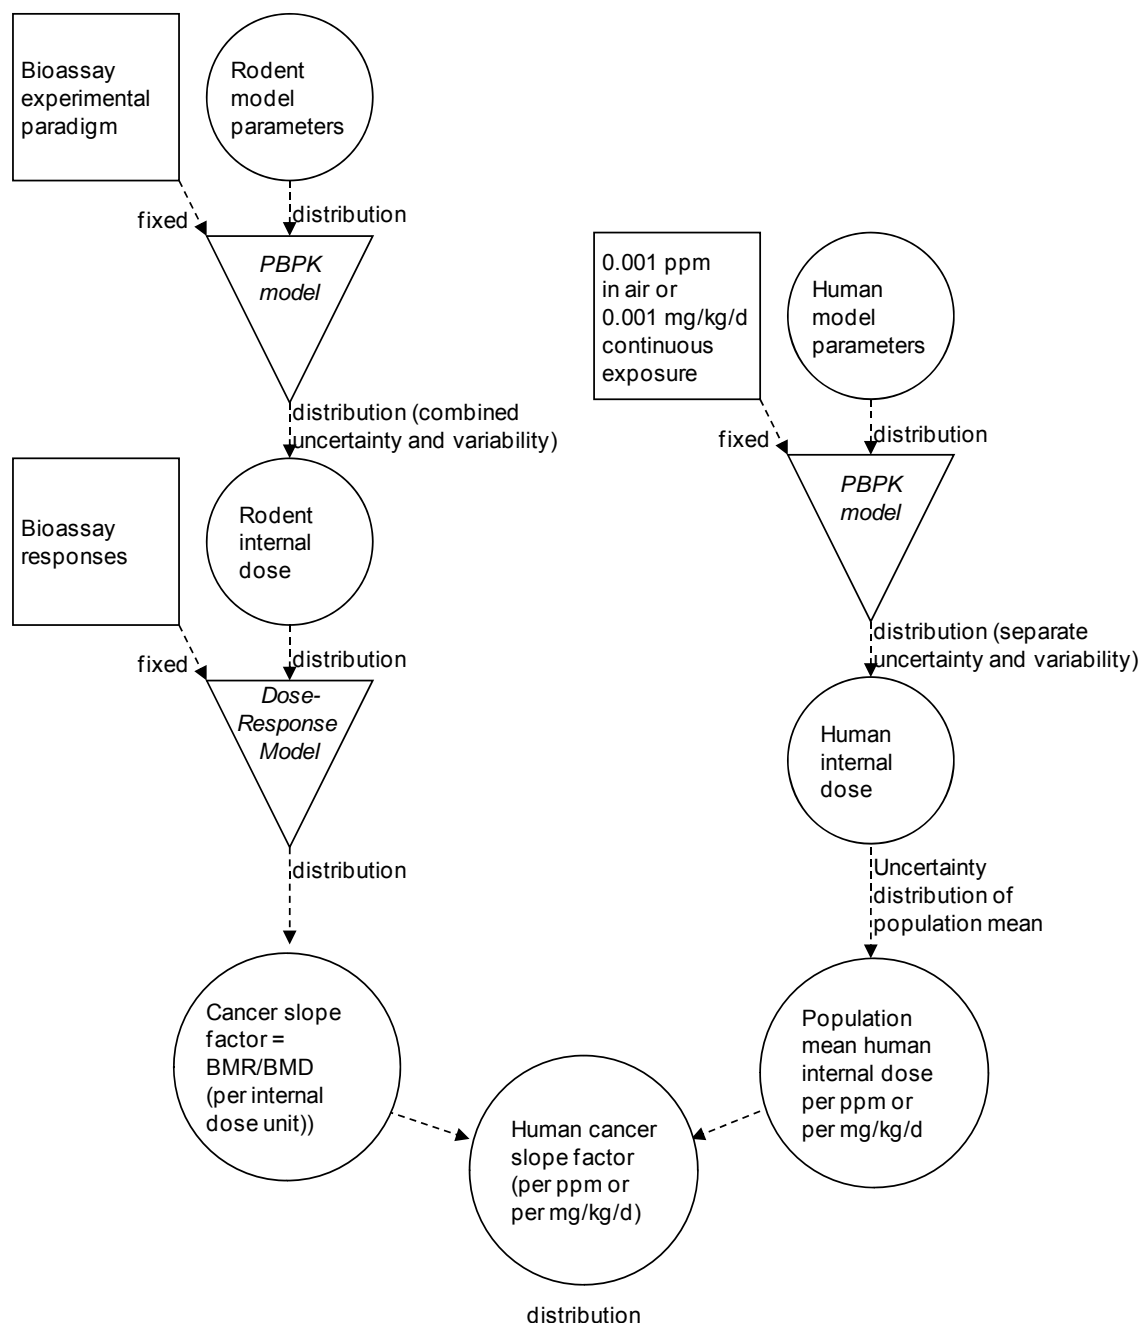 Bioassay
experimental
paradigm
Rodent
model
parameters
fixed
distribution
PBPK
model
distribution (combined
uncertainty and variability)
Bioassay
responses
Rodent
internal
dose
fixed
distribution
Dose-
Response
Model
distribution
Cancer slope
factor =
BMR/BMD
(per internal
dose unit))
0.001 ppm
in air or
0.001 mg/kg/d
continuous
exposure
Human
model
parameters
fixed
distribution
PBPK
model
distribution (separate
uncertainty and variability)
Human
internal
dose
Uncertainty
distribution of
population mean
Population
mean human
internal dose
per ppm or
per mg/kg/d
Human cancer
slope factor
(per ppm or
per mg/kg/d)
distribution